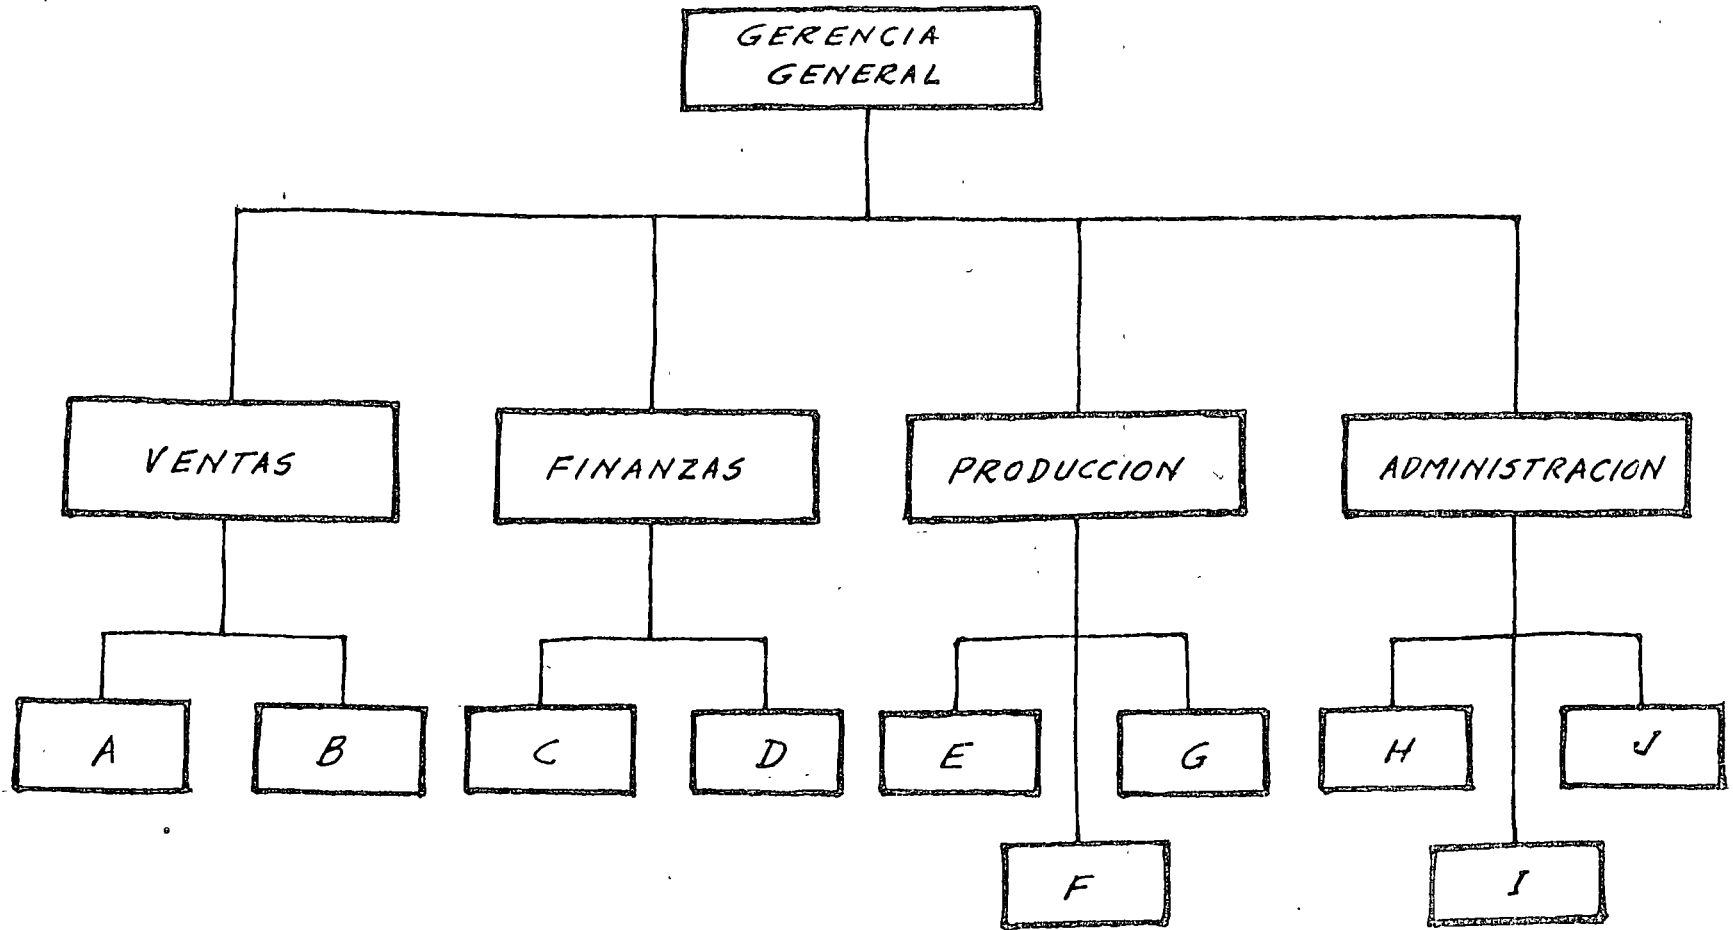 GERENCIA
GENERAL
VENTAS
FINANZAS
PRODUCCION
ADMINISTRACION
A
B
C
D
E
G
H
J
F
I